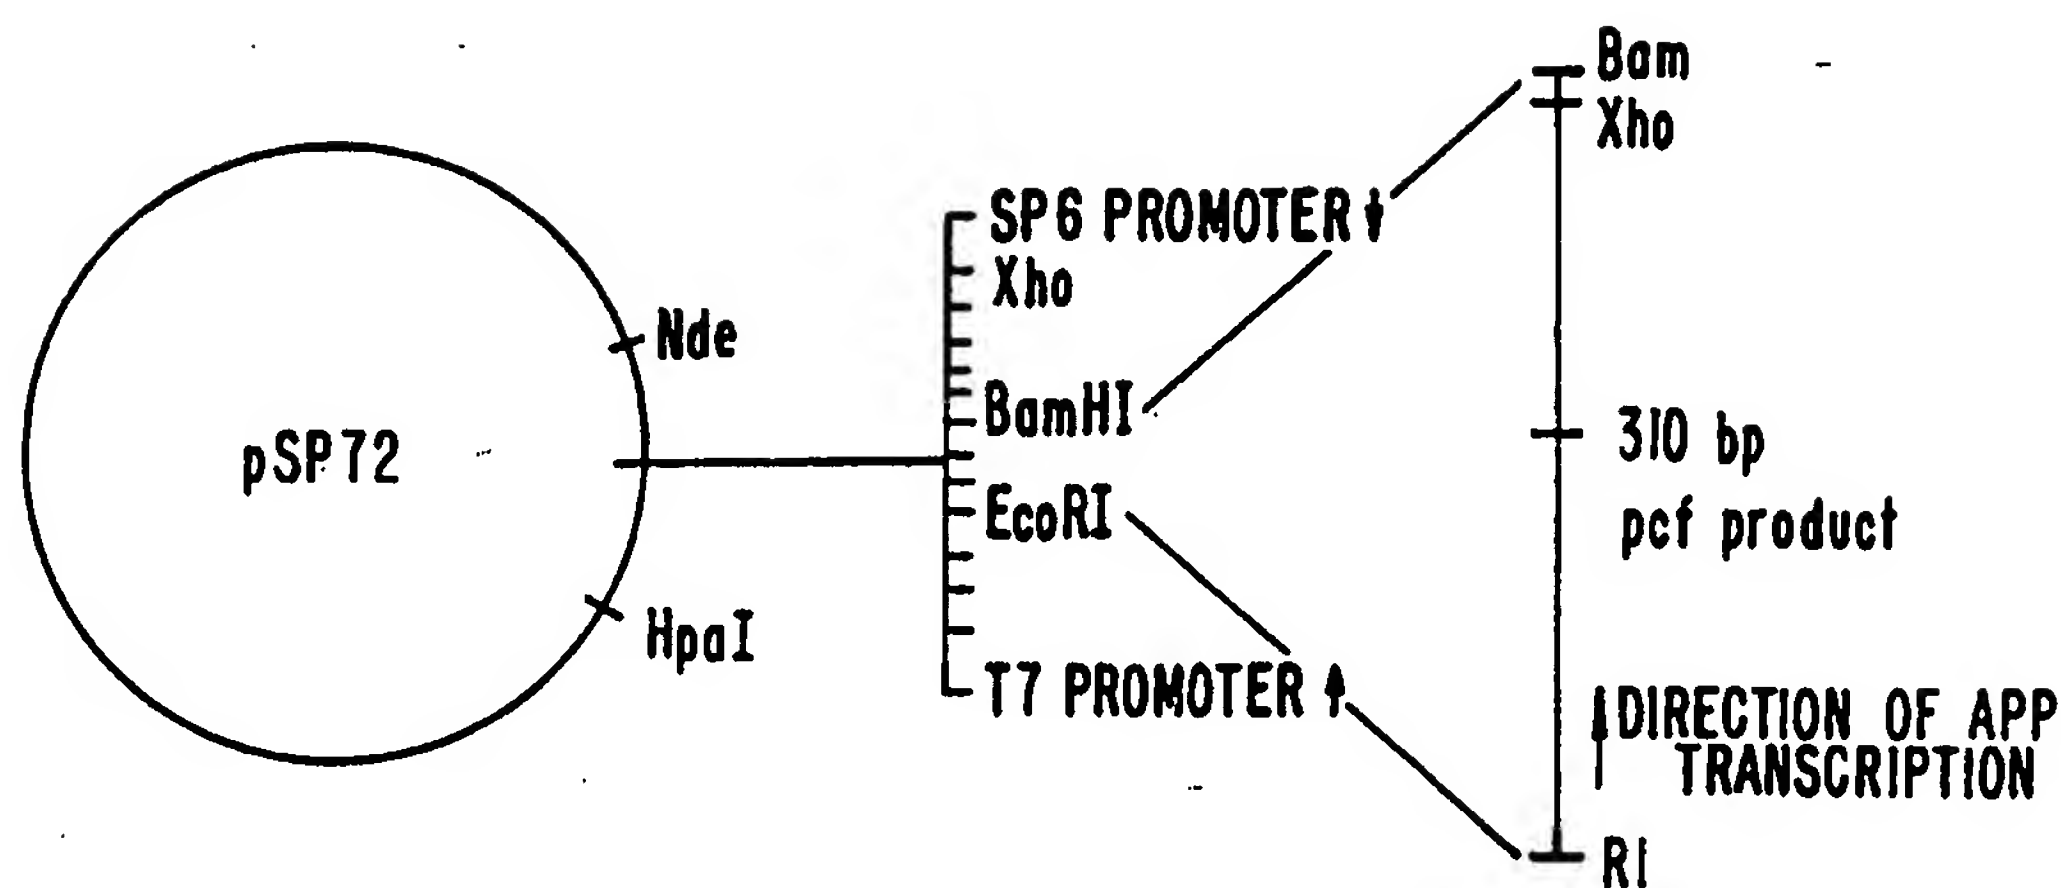 pSP72
Nde
HpaI
SP6 PROMOTER
Xho
BamHI
EcoRI
T7 PROMOTER
Bam
Xho
310 bp
pcf product
DIRECTION OF APP
TRANSCRIPTION
RI